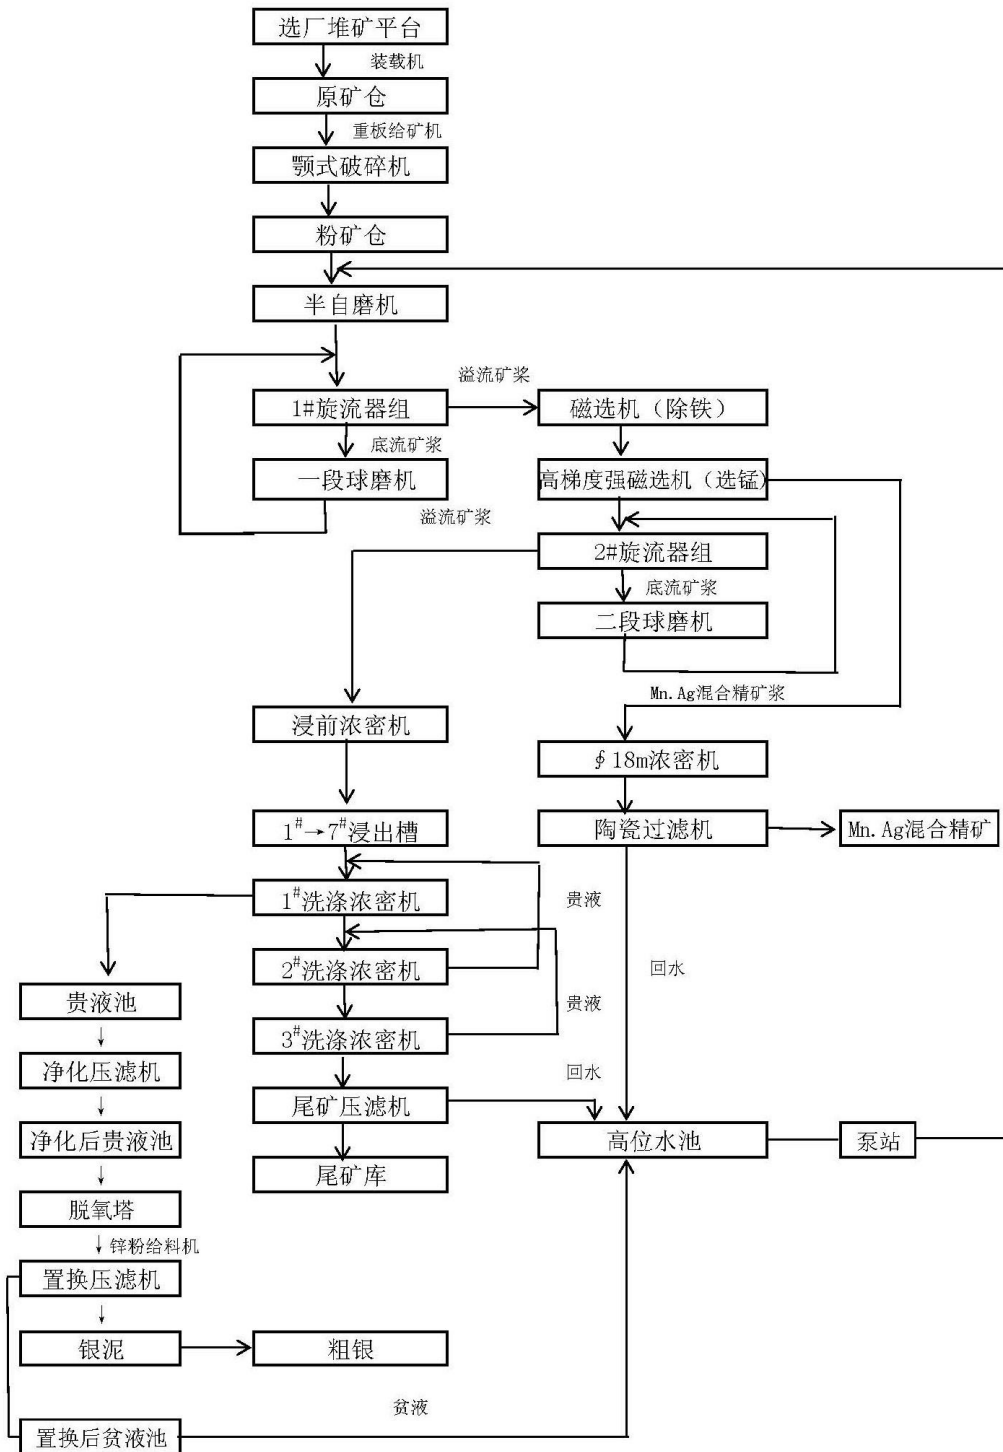 选厂堆矿平台
装载机
原矿仓
重板给矿机
颚式破碎机
粉矿仓
半自磨机
溢流矿浆
1#旋流器组
磁选机（除铁）
底流矿浆
一段球磨机
高梯度强磁选机（选锰）
溢流矿浆
2#旋流器组
底流矿浆
二段球磨机
Mn.Ag混合精矿浆
浸前浓密机
∮18m浓密机
1#→7#浸出槽
陶瓷过滤机
Mn.Ag混合精矿
1#洗涤浓密机
贵液
2#洗涤浓密机
回水
贵液池
贵液
3#洗涤浓密机
净化压滤机
回水
尾矿压滤机
净化后贵液池
高位水池
泵站
尾矿库
脱氧塔
锌粉给料机
置换压滤机
银泥
粗银
贫液
置换后贫液池